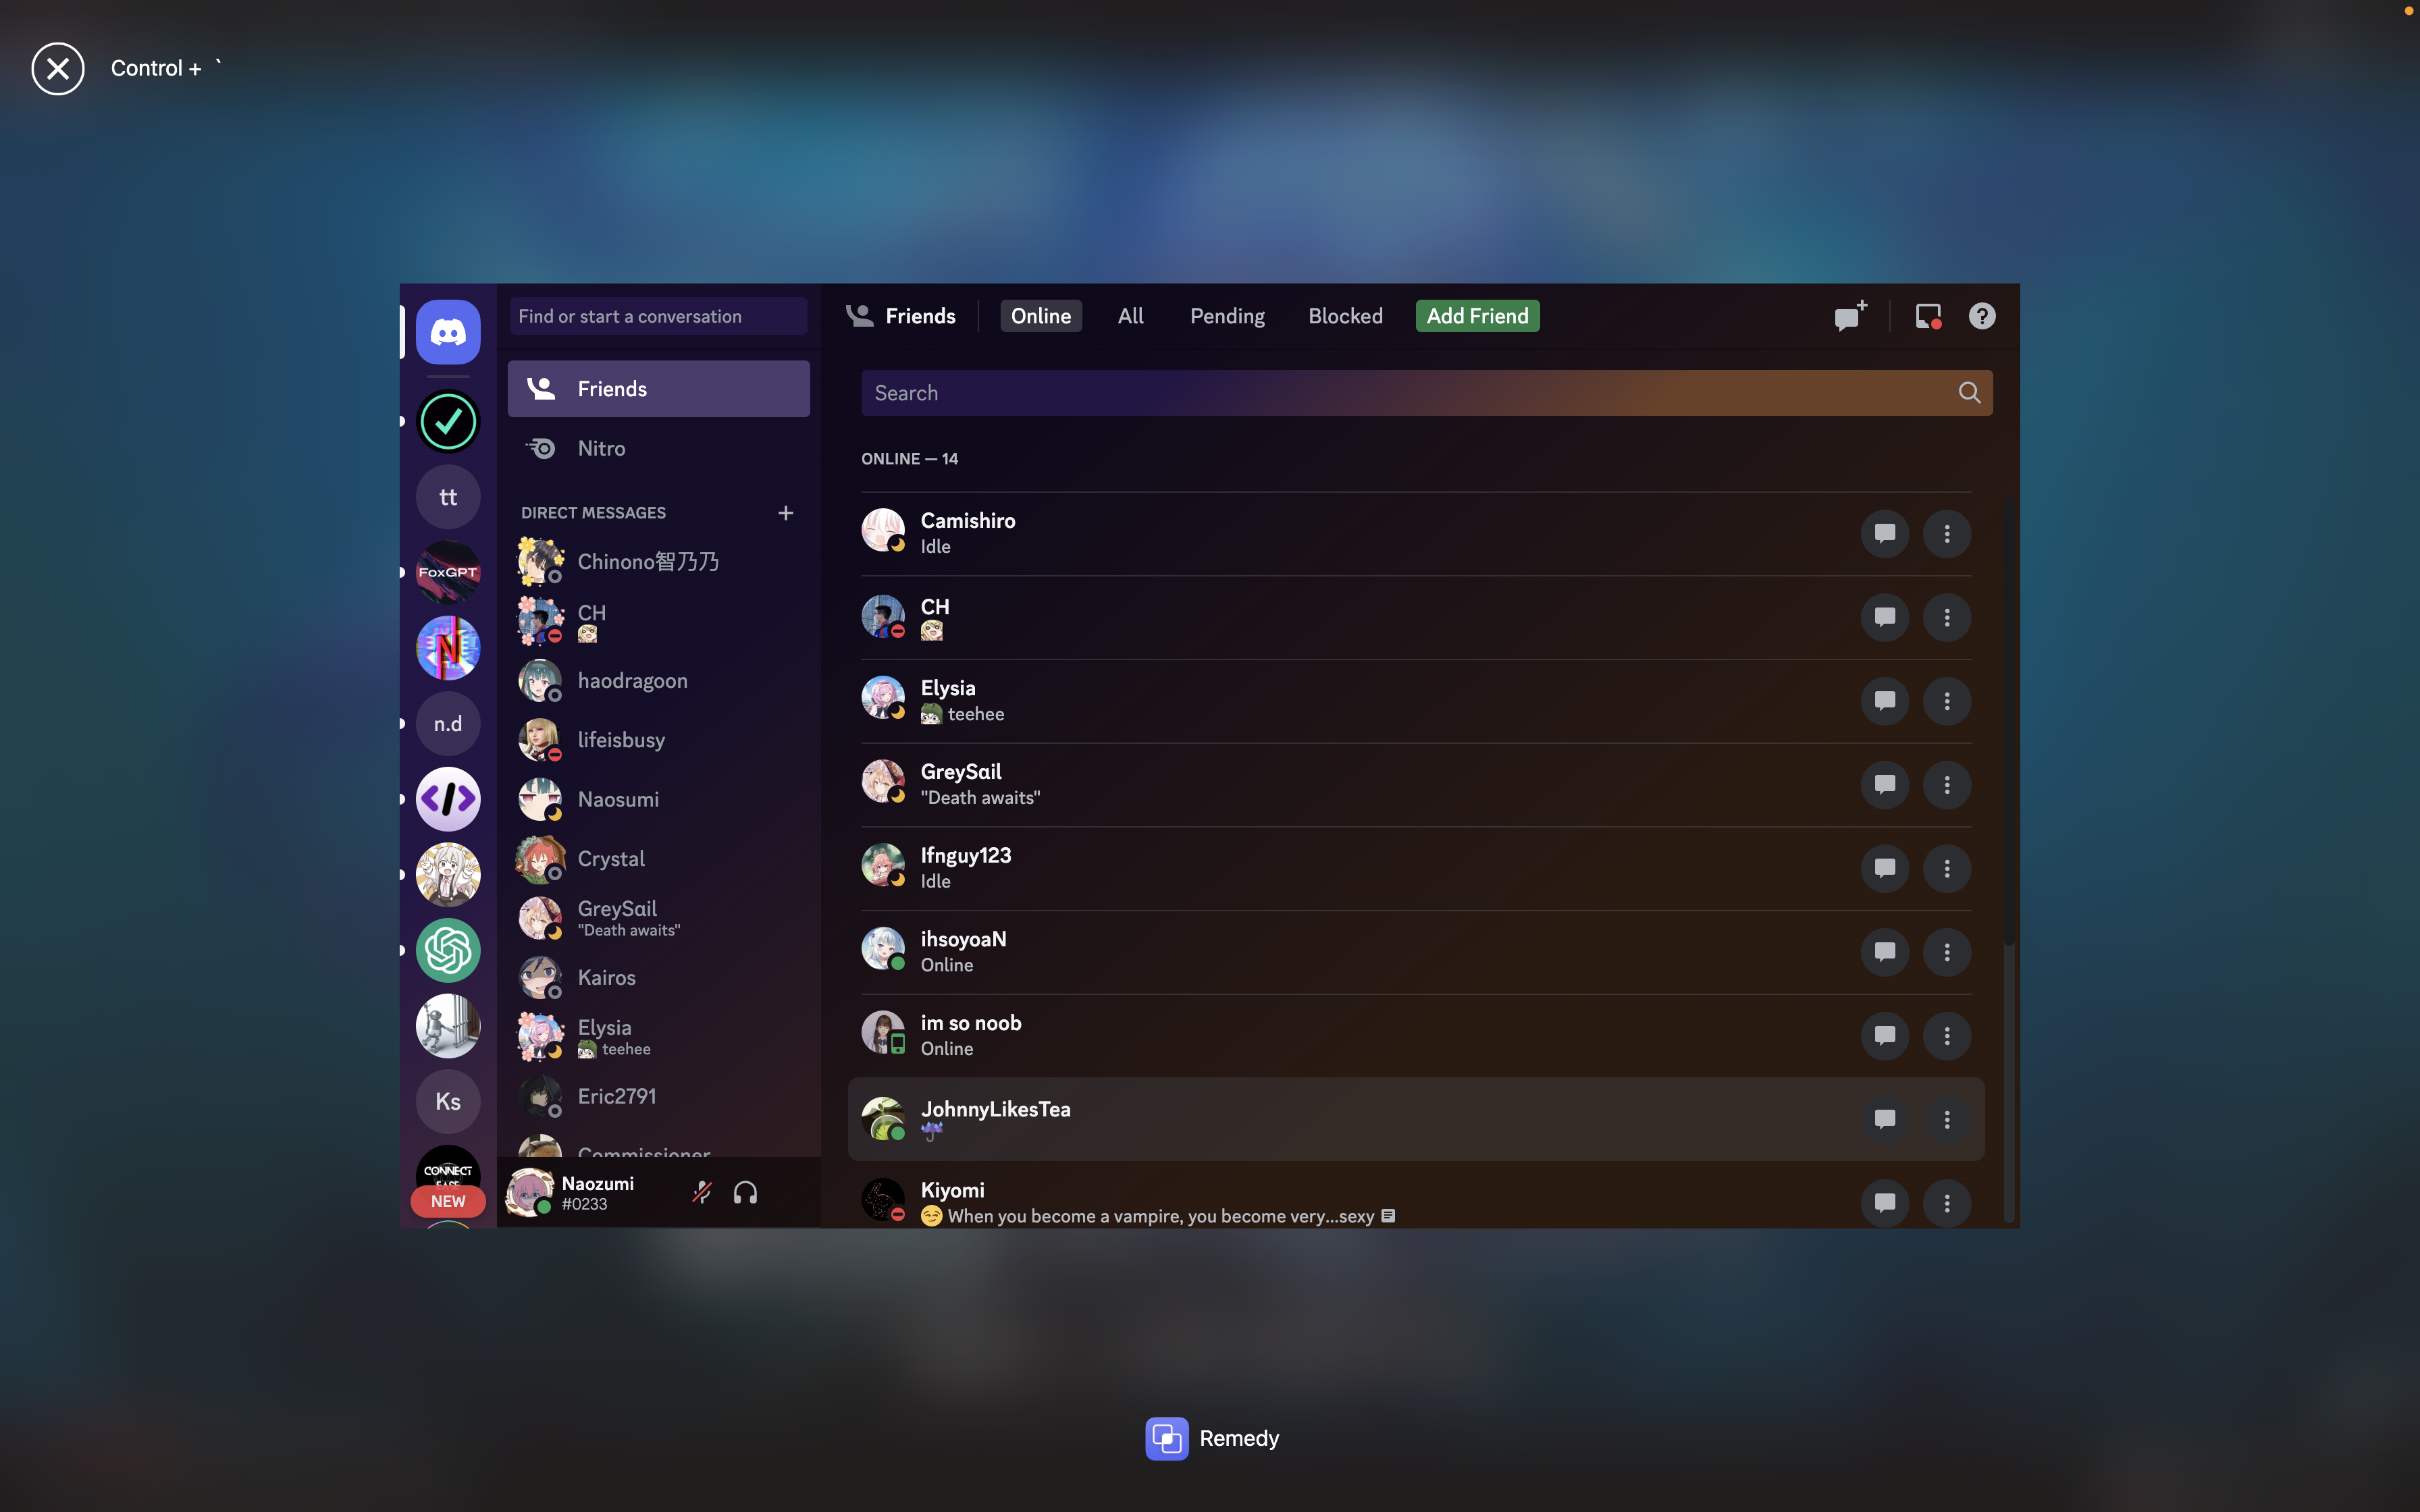 Control + `
Find or start a conversation
Friends
Online
All
Pending
Blocked
Add Friend
Friends
Nitro
DIRECT MESSAGES
Chinono智乃乃
CH
haodragoon
lifeisbusy
Naosumi
Crystal
GreySail
"Death awaits"
Kairos
Elysia
teehee
Eric2791
Commissioner
Naozumi
#0233
tt
FoxGPT
N
n.d
</>
Ks
CONNECT
EASE
NEW
Search
ONLINE — 14
Camishiro
Idle
CH
Elysia
teehee
GreySail
"Death awaits"
Ifnguy123
Idle
ihsoyoaN
Online
im so noob
Online
JohnnyLikesTea
Kiyomi
When you become a vampire, you become very...sexy
Remedy